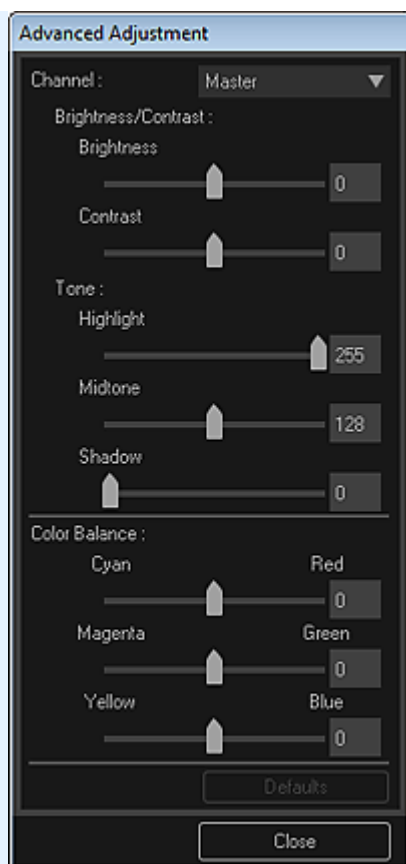 Advanced Adjustment
Channel : Master
Brightness/Contrast :
Brightness
0
Contrast
0
Tone :
Highlight
255
Midtone
128
Shadow
0
Color Balance :
Cyan Red
0
Magenta Green
0
Yellow Blue
0
Defaults
Close